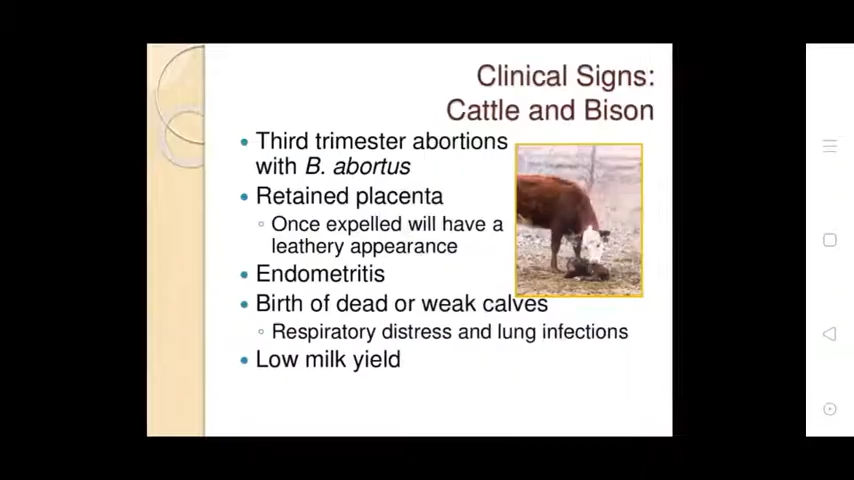 Clinical Signs:
Cattle and Bison
• Third trimester abortions
with B. abortus
• Retained placenta
◦ Once expelled will have a
leathery appearance
• Endometritis
• Birth of dead or weak calves
◦ Respiratory distress and lung infections
• Low milk yield